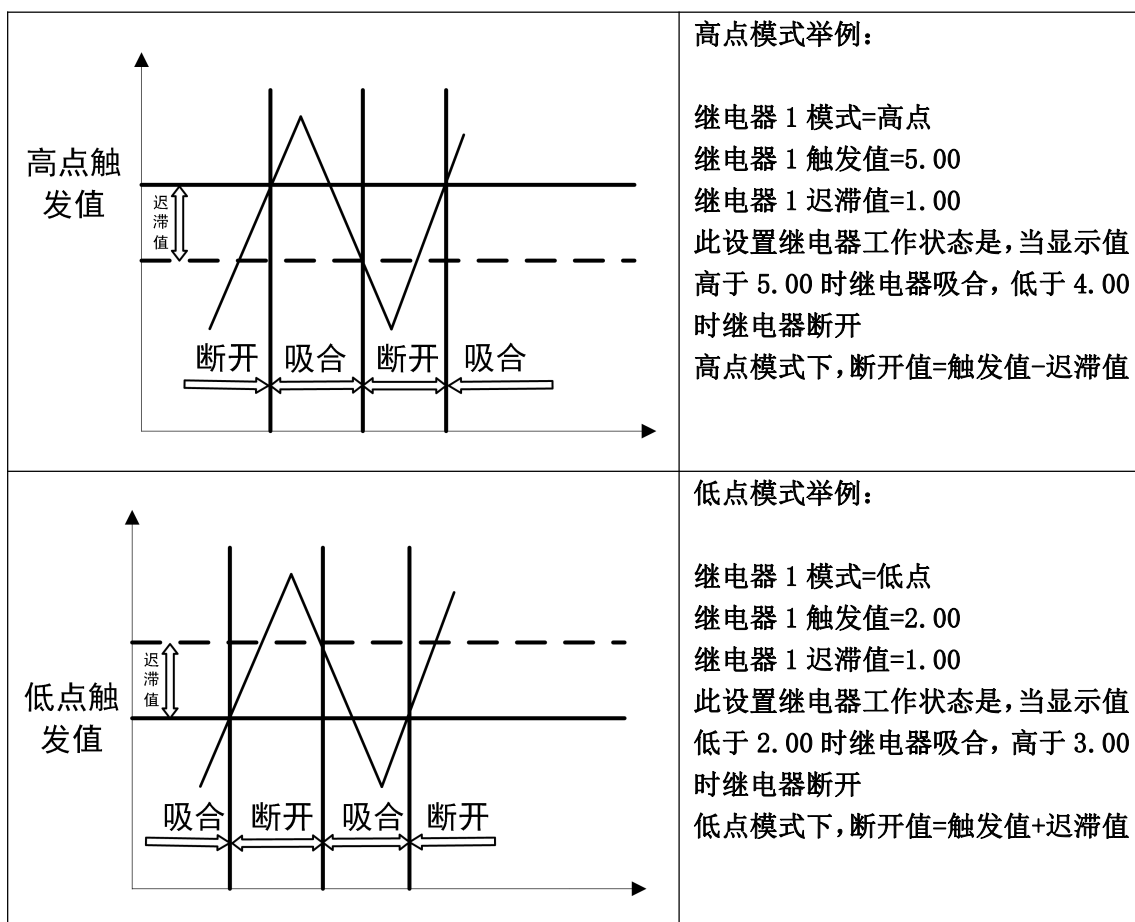 高点触
发值
迟
滞
值
断开 吸合 断开 吸合
高点模式举例：
继电器 1 模式=高点
继电器 1 触发值=5.00
继电器 1 迟滞值=1.00
此设置继电器工作状态是，当显示值
高于 5.00 时继电器吸合，低于 4.00
时继电器断开
高点模式下，断开值=触发值-迟滞值
低点触
发值
迟
滞
值
吸合 断开 吸合 断开
低点模式举例：
继电器 1 模式=低点
继电器 1 触发值=2.00
继电器 1 迟滞值=1.00
此设置继电器工作状态是，当显示值
低于 2.00 时继电器吸合，高于 3.00
时继电器断开
低点模式下，断开值=触发值+迟滞值